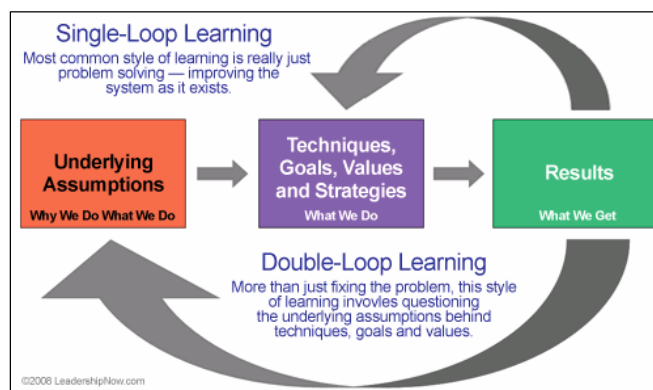 Single-Loop Learning
Most common style of learning is really just
problem solving — improving the
system as it exists.
Underlying
Assumptions
Why We Do What We Do
Techniques,
Goals, Values
and Strategies
What We Do
Results
What We Get
Double-Loop Learning
More than just fixing the problem, this style
of learning invovles questioning
the underlying assumptions behind
techniques, goals and values.
©2008 LeadershipNow.com